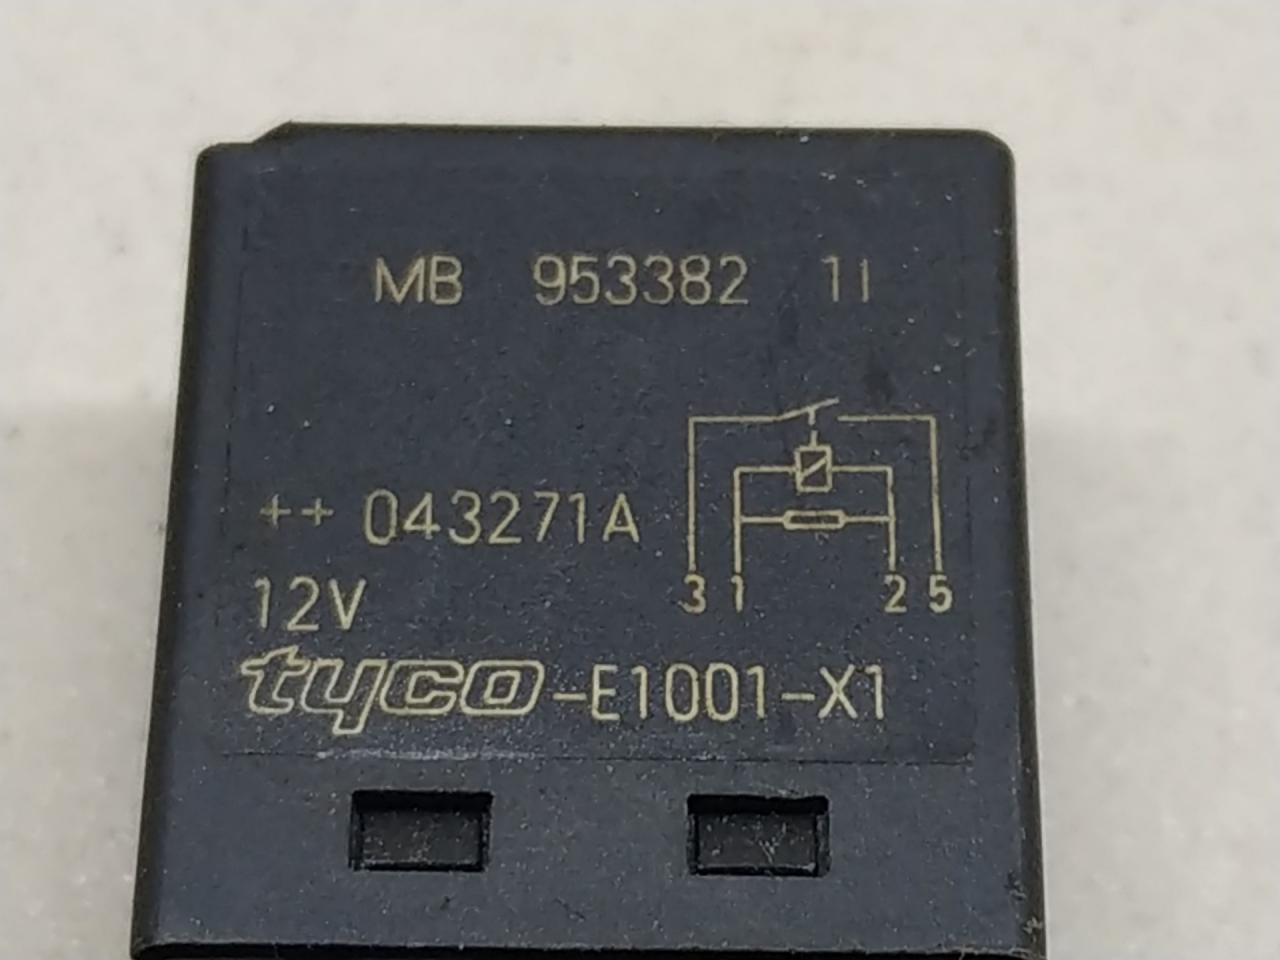 MB 953382 11
++ 043271A
12V
3 1 2 5
tyco -E1001-X1